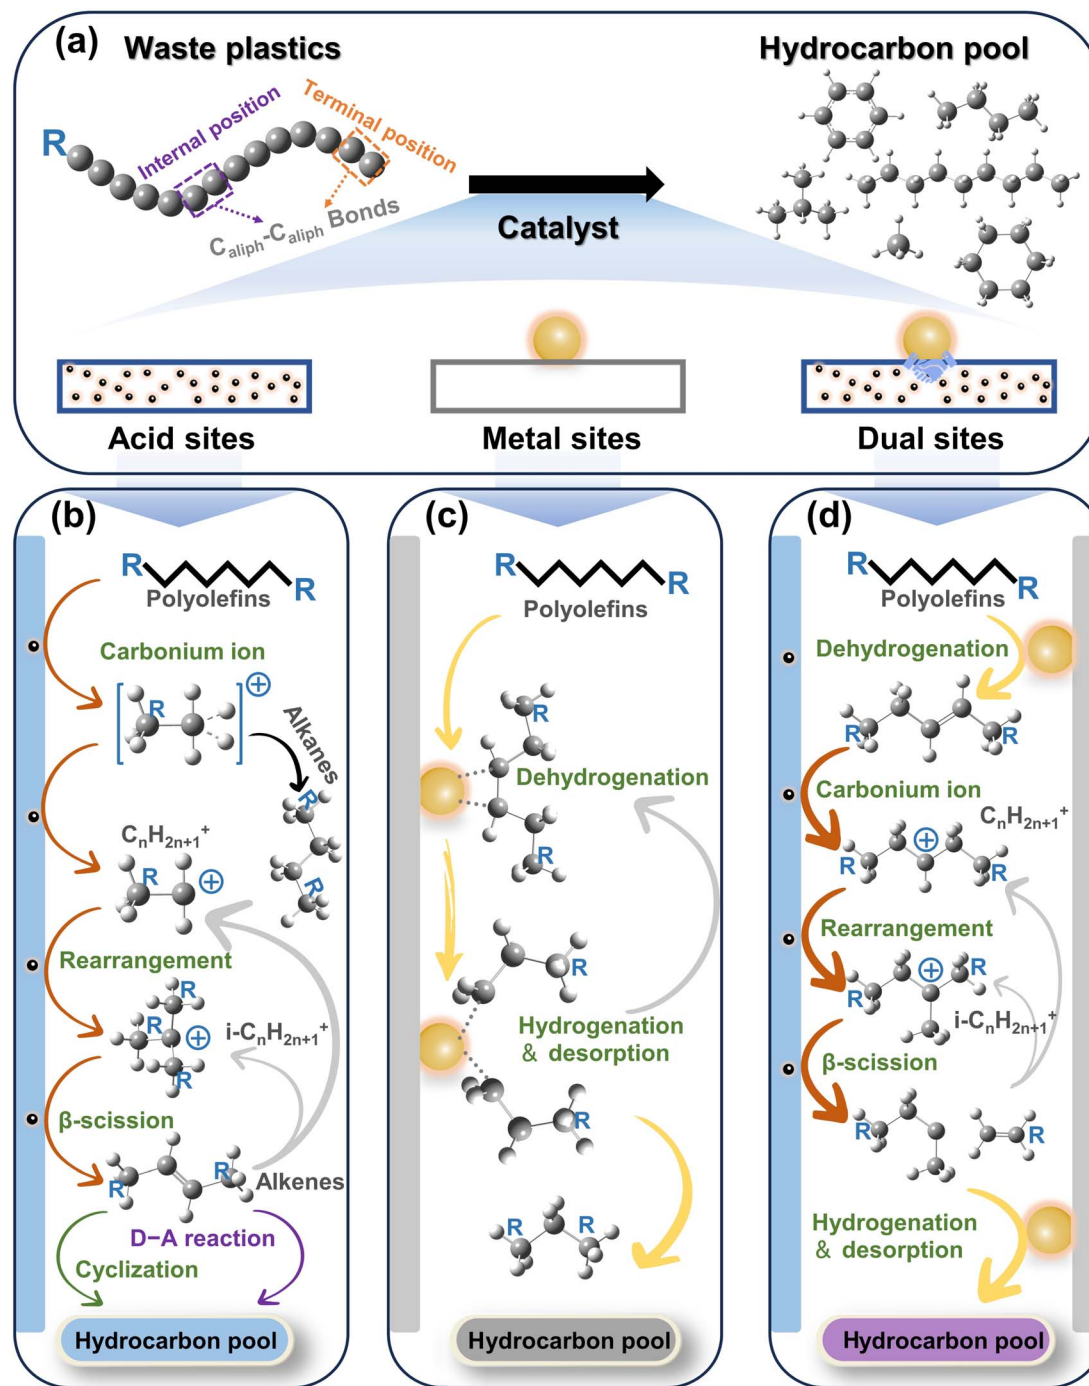 (a)
Waste plastics
Hydrocarbon pool
R
Internal position
Terminal position
C_aliph-C_aliph Bonds
Catalyst
Acid sites
Metal sites
Dual sites
(b)
R
R
Polyolefins
Carbonium ion
R
⊕
Alkanes
R
R
CnH2n+1+
R
⊕
Rearrangement
R
R
⊕
R
i-CnH2n+1+
β-scission
R
R
Alkenes
D–A reaction
Cyclization
Hydrocarbon pool
(c)
R
R
Polyolefins
R
Dehydrogenation
R
R
Hydrogenation
& desorption
R
R
R
Hydrocarbon pool
(d)
R
R
Polyolefins
Dehydrogenation
R
R
Carbonium ion
CnH2n+1+
R
⊕
R
Rearrangement
⊕
R
R
i-CnH2n+1+
β-scission
R
R
Hydrogenation
& desorption
Hydrocarbon pool